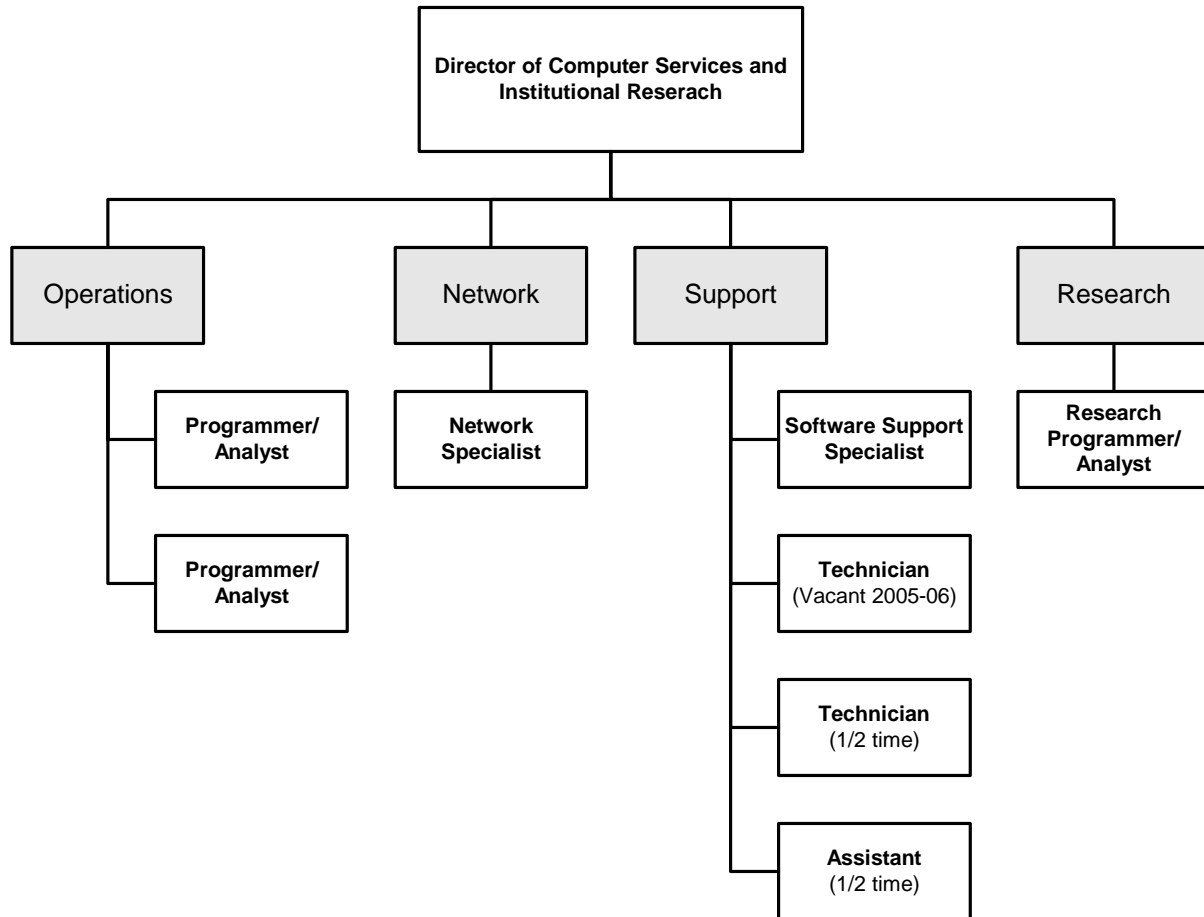 Director of Computer Services and
Institutional Reserach
Operations
Network
Support
Research
Programmer/
Analyst
Network
Specialist
Software Support
Specialist
Research
Programmer/
Analyst
Programmer/
Analyst
Technician
(Vacant 2005-06)
Technician
(1/2 time)
Assistant
(1/2 time)